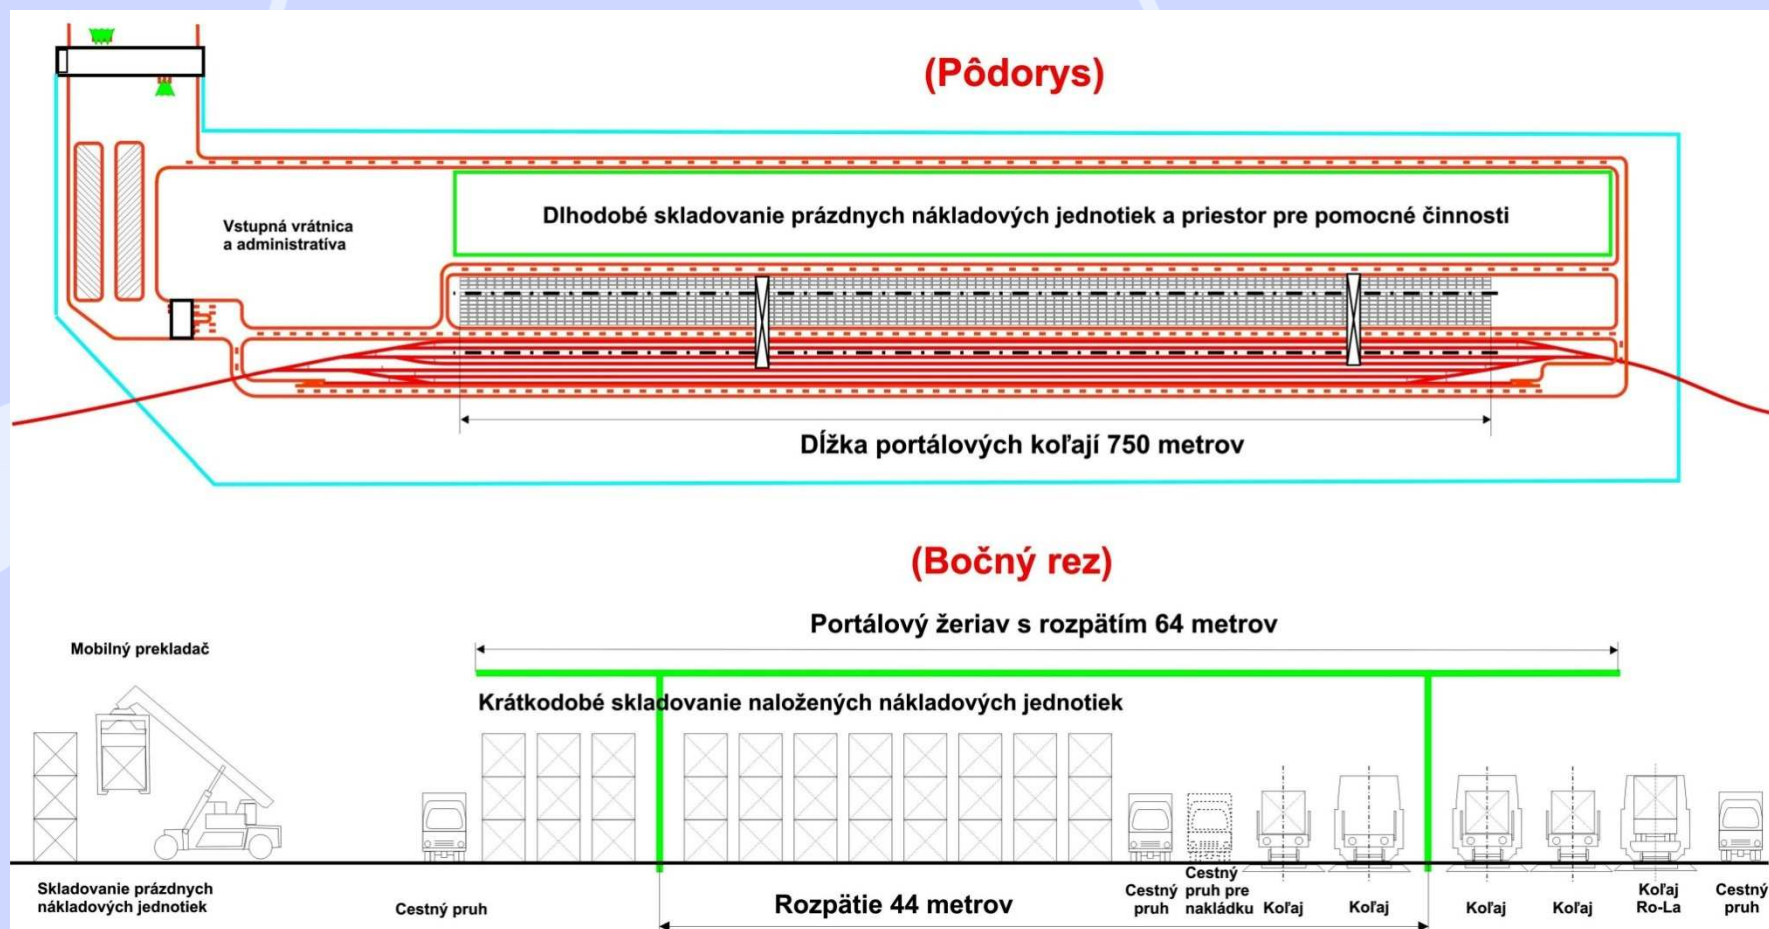 (Pôdorys)
Vstupná vrátnica
a administratíva
Dlhodobé skladovanie prázdnych nákladových jednotiek a priestor pre pomocné činnosti
Dĺžka portálových koľají 750 metrov
(Bočný rez)
Portálový žeriav s rozpätím 64 metrov
Mobilný prekladač
Krátkodobé skladovanie naložených nákladových jednotiek
Skladovanie prázdnych
nákladových jednotiek
Cestný pruh
Rozpätie 44 metrov
Cestný
pruh
Cestný
pruh pre
nakládku
Koľaj
Koľaj
Koľaj
Koľaj
Koľaj
Ro-La
Cestný
pruh